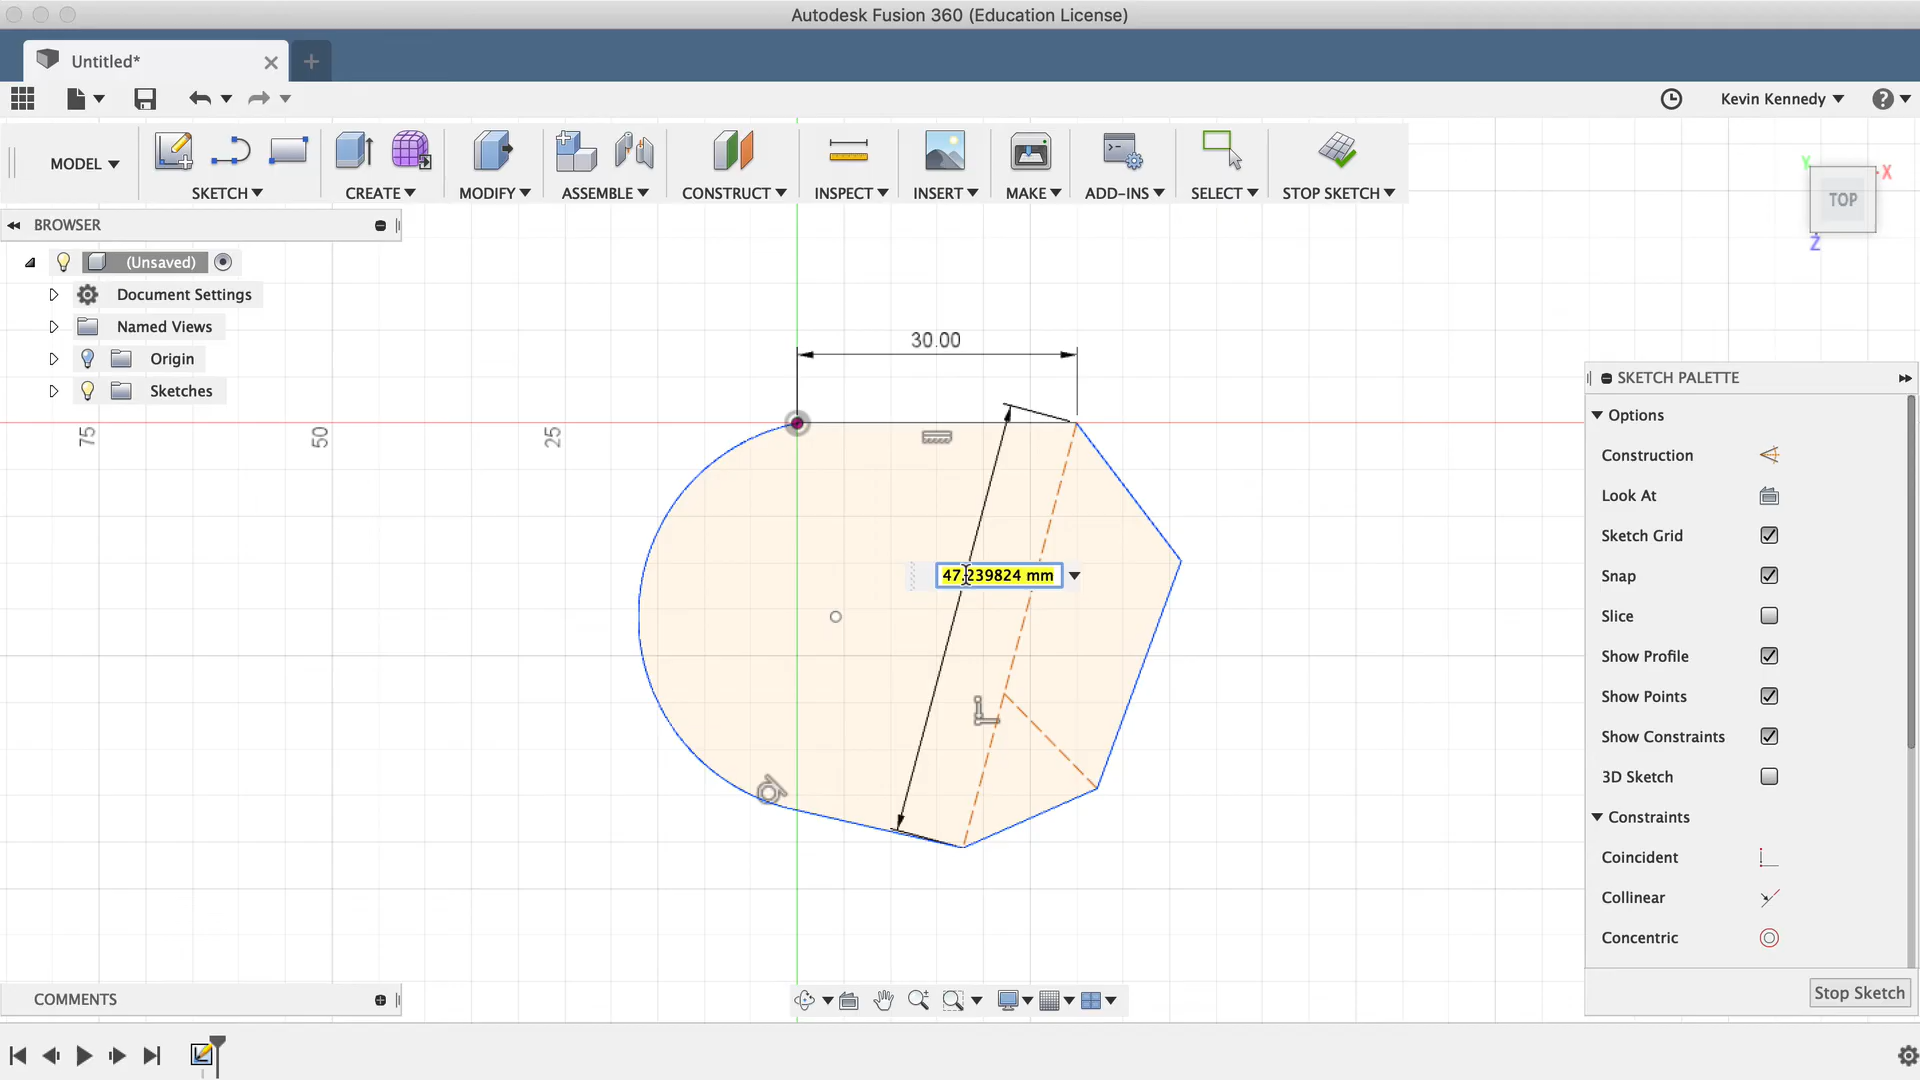 Autodesk Fusion 360 (Education License)
Untitled*
Kevin Kennedy
MODEL
SKETCH
CREATE
MODIFY
ASSEMBLE
CONSTRUCT
INSPECT
INSERT
MAKE
ADD-INS
SELECT
STOP SKETCH
Y
X
TOP
Z
BROWSER
(Unsaved)
Document Settings
Named Views
Origin
Sketches
30.00
75
50
25
47.239824 mm
SKETCH PALETTE
Options
Construction
Look At
Sketch Grid
Snap
Slice
Show Profile
Show Points
Show Constraints
3D Sketch
Constraints
Coincident
Collinear
Concentric
Stop Sketch
COMMENTS